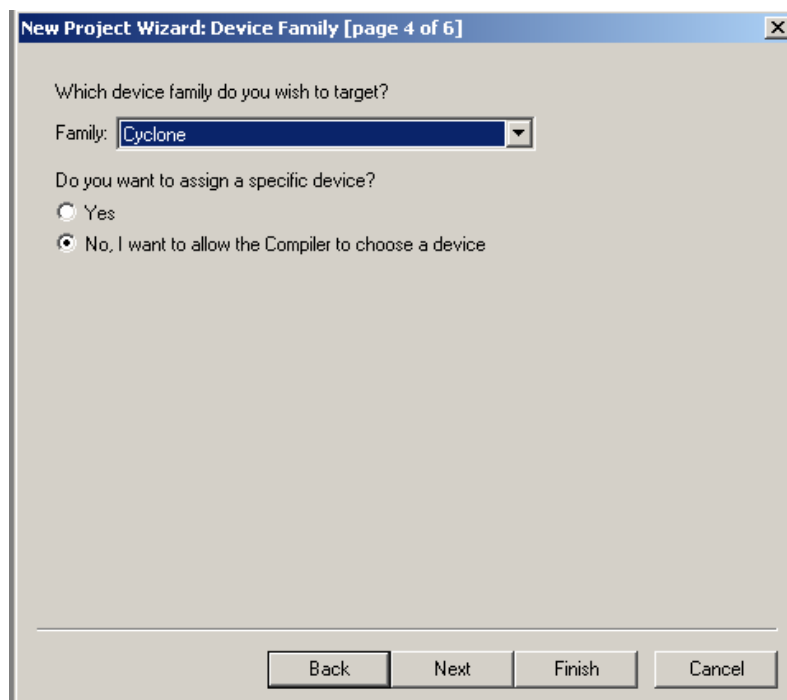 New Project Wizard: Device Family [page 4 of 6]
Which device family do you wish to target?
Family: Cyclone
Do you want to assign a specific device?
Yes
No, I want to allow the Compiler to choose a device
Back Next Finish Cancel